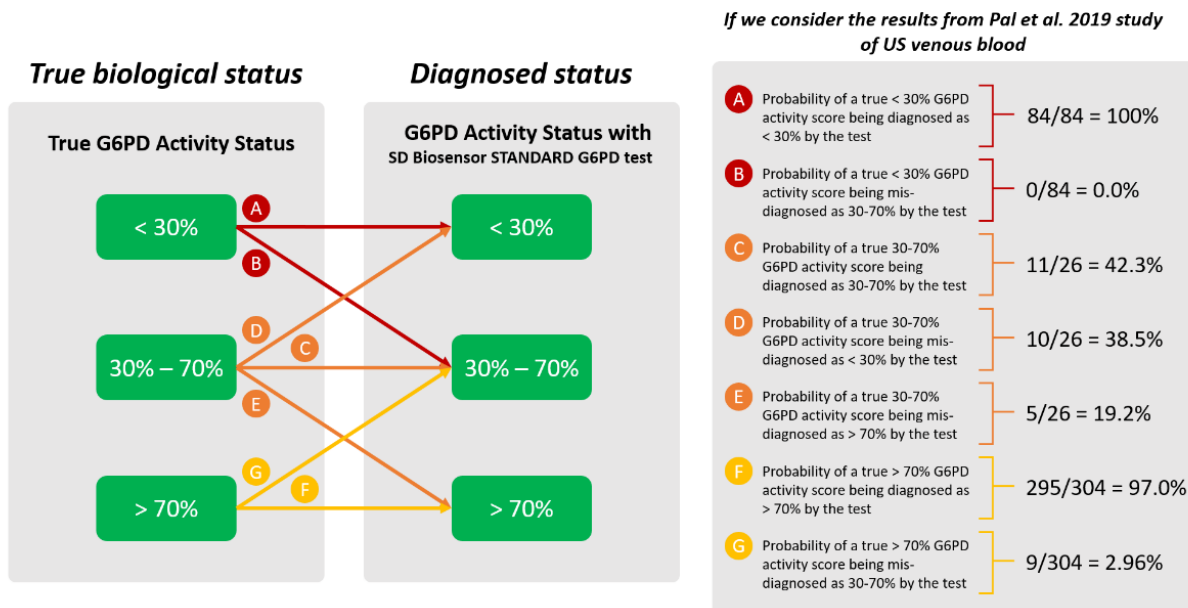 True biological status
True G6PD Activity Status
< 30%
30% – 70%
> 70%
A
B
D
C
E
G
F
Diagnosed status
G6PD Activity Status with
SD Biosensor STANDARD G6PD test
< 30%
30% – 70%
> 70%
If we consider the results from Pal et al. 2019 study
of US venous blood
A
Probability of a true < 30% G6PD
activity score being diagnosed as
< 30% by the test
84/84 = 100%
B
Probability of a true < 30% G6PD
activity score being mis-
diagnosed as 30-70% by the test
0/84 = 0.0%
C
Probability of a true 30-70%
G6PD activity score being
diagnosed as 30-70% by the test
11/26 = 42.3%
D
Probability of a true 30-70%
G6PD activity score being mis-
diagnosed as < 30% by the test
10/26 = 38.5%
E
Probability of a true 30-70%
G6PD activity score being mis-
diagnosed as > 70% by the test
5/26 = 19.2%
F
Probability of a true > 70% G6PD
activity score being diagnosed as
> 70% by the test
295/304 = 97.0%
G
Probability of a true > 70% G6PD
activity score being mis-
diagnosed as 30-70% by the test
9/304 = 2.96%